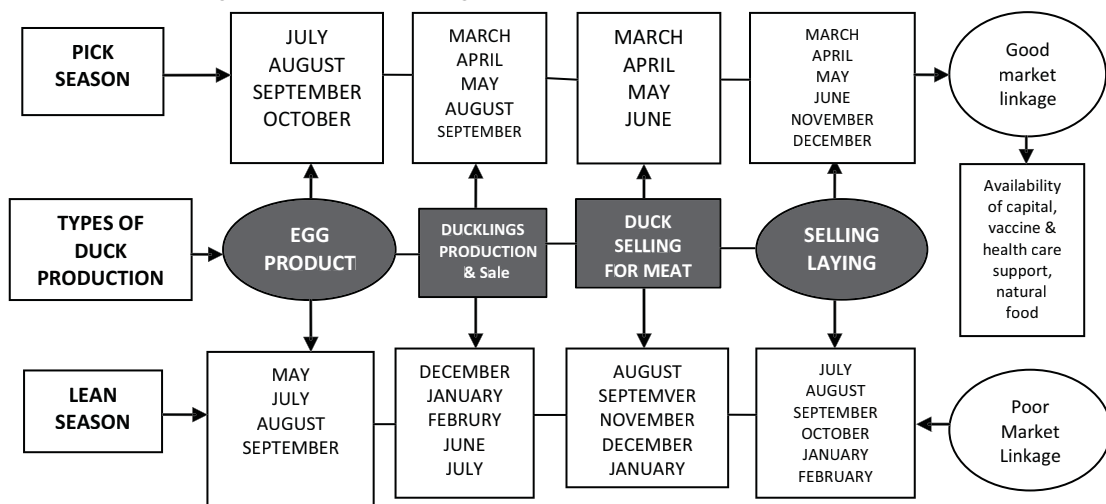 PICK
SEASON
JULY
AUGUST
SEPTEMBER
OCTOBER
MARCH
APRIL
MAY
AUGUST
SEPTEMBER
MARCH
APRIL
MAY
JUNE
MARCH
APRIL
MAY
JUNE
NOVEMBER
DECEMBER
Good
market
linkage
TYPES OF
DUCK
PRODUCTION
EGG
PRODUCTI
DUCKLINGS
PRODUCTION
& Sale
DUCK
SELLING
FOR MEAT
SELLING
LAYING
Availability
of capital,
vaccine &
health care
support,
natural
food
LEAN
SEASON
MAY
JULY
AUGUST
SEPTEMBER
DECEMBER
JANUARY
FEBRURY
JUNE
JULY
AUGUST
SEPTEMVER
NOVEMBER
DECEMBER
JANUARY
JULY
AUGUST
SEPTEMBER
OCTOBER
JANUARY
FEBRUARY
Poor
Market
Linkage